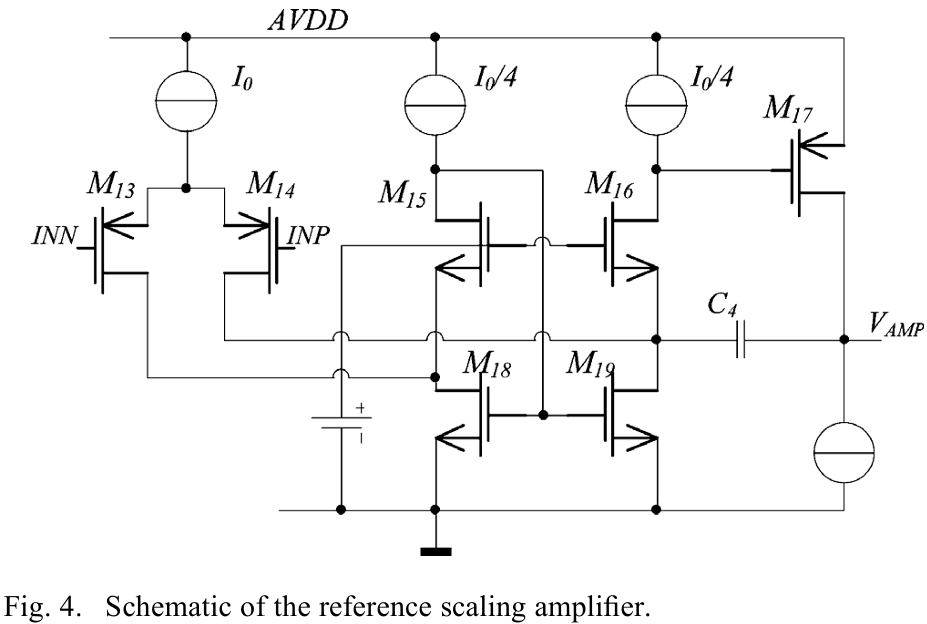 AVDD
I0 I0/4 I0/4
M17
M13 M14 M15 M16
INN INP
C4
VAMP
M18 M19
+
−
Fig. 4. Schematic of the reference scaling amplifier.